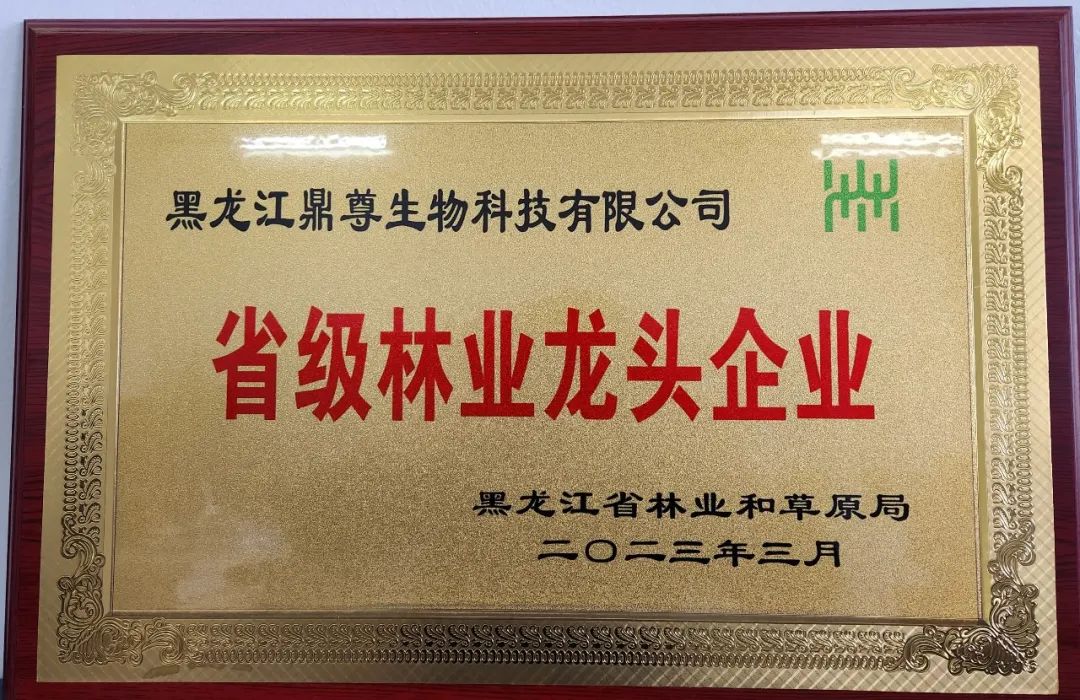 黑龙江鼎尊生物科技有限公司
省级林业龙头企业
黑龙江省林业和草原局
二〇二三年三月